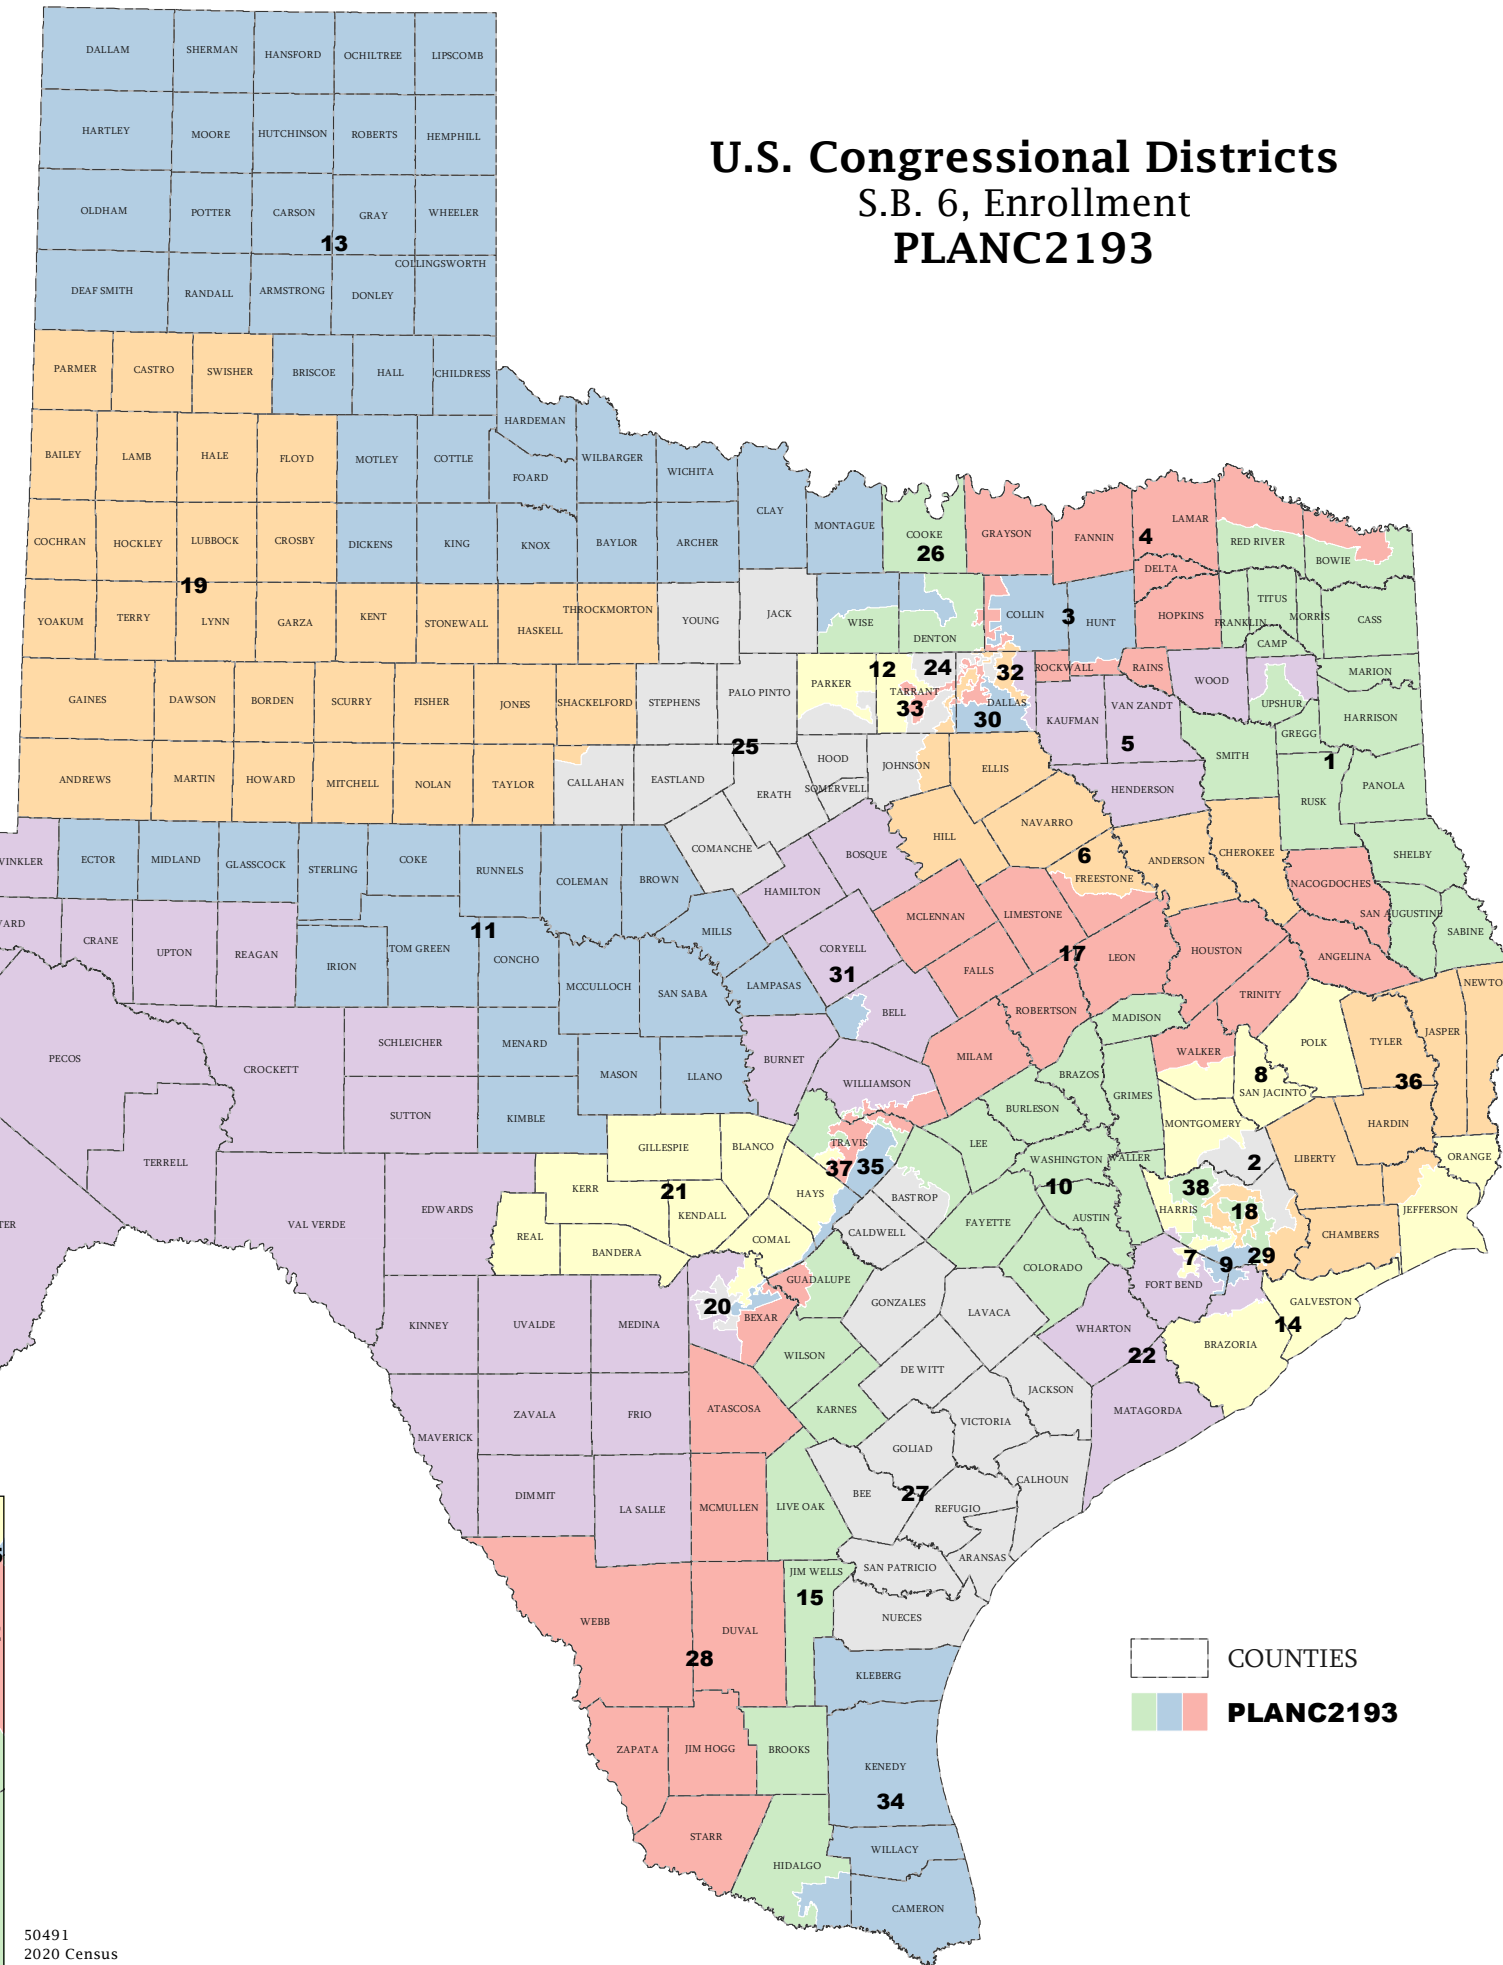 U.S. Congressional Districts
S.B. 6, Enrollment
PLANC2193
DALLAM SHERMAN HANSFORD OCHILTREE LIPSCOMB
HARTLEY MOORE HUTCHINSON ROBERTS HEMPHILL
OLDHAM POTTER CARSON GRAY WHEELER
13
COLLINGSWORTH
DEAF SMITH RANDALL ARMSTRONG DONLEY
PARMER CASTRO SWISHER BRISCOE HALL CHILDRESS
HARDEMAN
BAILEY LAMB HALE FLOYD MOTLEY COTTLE FOARD WILBARGER WICHITA
CLAY MONTAGUE COOKE GRAYSON FANNIN LAMAR
26 4
RED RIVER BOWIE
COCHRAN HOCKLEY LUBBOCK CROSBY DICKENS KING KNOX BAYLOR ARCHER
DELTA
19
YOAKUM TERRY LYNN GARZA KENT STONEWALL HASKELL THROCKMORTON YOUNG JACK WISE DENTON COLLIN 3 HUNT HOPKINS FRANKLIN TITUS MORRIS CASS
CAMP
12 24 32 ROCKWALL RAINS WOOD MARION
PARKER TARRANT DALLAS
33 30
GAINES DAWSON BORDEN SCURRY FISHER JONES SHACKELFORD STEPHENS PALO PINTO KAUFMAN VAN ZANDT UPSHUR HARRISON
25 5 GREGG 1
HOOD JOHNSON ELLIS SMITH
ANDREWS MARTIN HOWARD MITCHELL NOLAN TAYLOR CALLAHAN EASTLAND ERATH SOMERVELL HENDERSON RUSK PANOLA
HILL NAVARRO
6
WINKLER ECTOR MIDLAND GLASSCOCK STERLING COKE RUNNELS COLEMAN BROWN COMANCHE BOSQUE FREESTONE ANDERSON CHEROKEE SHELBY
HAMILTON NACOGDOCHES
SAN AUGUSTINE
WARD CRANE UPTON REAGAN IRION TOM GREEN 11 CONCHO MILLS MCLENNAN LIMESTONE SABINE
CORYELL 17 LEON HOUSTON ANGELINA
31
MCCULLOCH SAN SABA LAMPASAS FALLS TRINITY NEWTO
BELL ROBERTSON MADISON
PECOS CROCKETT SCHLEICHER MENARD MASON LLANO BURNET WILLIAMSON MILAM WALKER POLK TYLER JASPER
BRAZOS 8 36
SAN JACINTO
SUTTON KIMBLE BURLESON GRIMES HARDIN
MONTGOMERY
TERRELL GILLESPIE BLANCO TRAVIS LEE WASHINGTON WALLER 2 LIBERTY ORANGE
37 35
TER VAL VERDE EDWARDS KERR 21 HAYS BASTROP 10 38
KENDALL HARRIS 18 JEFFERSON
REAL BANDERA COMAL CALDWELL FAYETTE AUSTIN CHAMBERS
7 9 29
GUADALUPE COLORADO FORT BEND
20 GONZALES LAVACA GALVESTON
BEXAR 14
KINNEY UVALDE MEDINA WHARTON BRAZORIA
WILSON 22
DE WITT JACKSON
MAVERICK ZAVALA FRIO ATASCOSA KARNES VICTORIA MATAGORDA
GOLIAD
DIMMIT LA SALLE MCMULLEN LIVE OAK BEE 27 REFUGIO CALHOUN
ARANSAS
JIM WELLS SAN PATRICIO
15
WEBB DUVAL NUECES
28
KLEBERG
COUNTIES
PLANC2193
ZAPATA JIM HOGG BROOKS KENEDY
34
STARR WILLACY
HIDALGO
CAMERON
50491
2020 Census